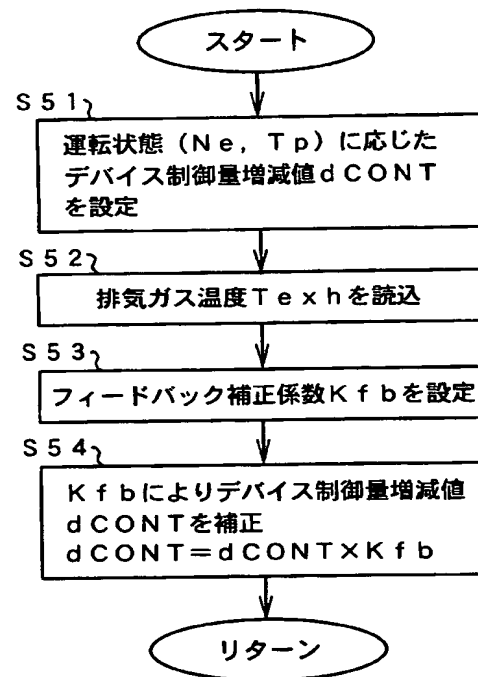 スタート
S51
運転状態（Ne，Tp）に応じた
デバイス制御量増減値dCONT
を設定
S52
排気ガス温度Texhを読込
S53
フィードバック補正係数Kfbを設定
S54
Kfbによりデバイス制御量増減値
dCONTを補正
dCONT＝dCONT×Kfb
リターン